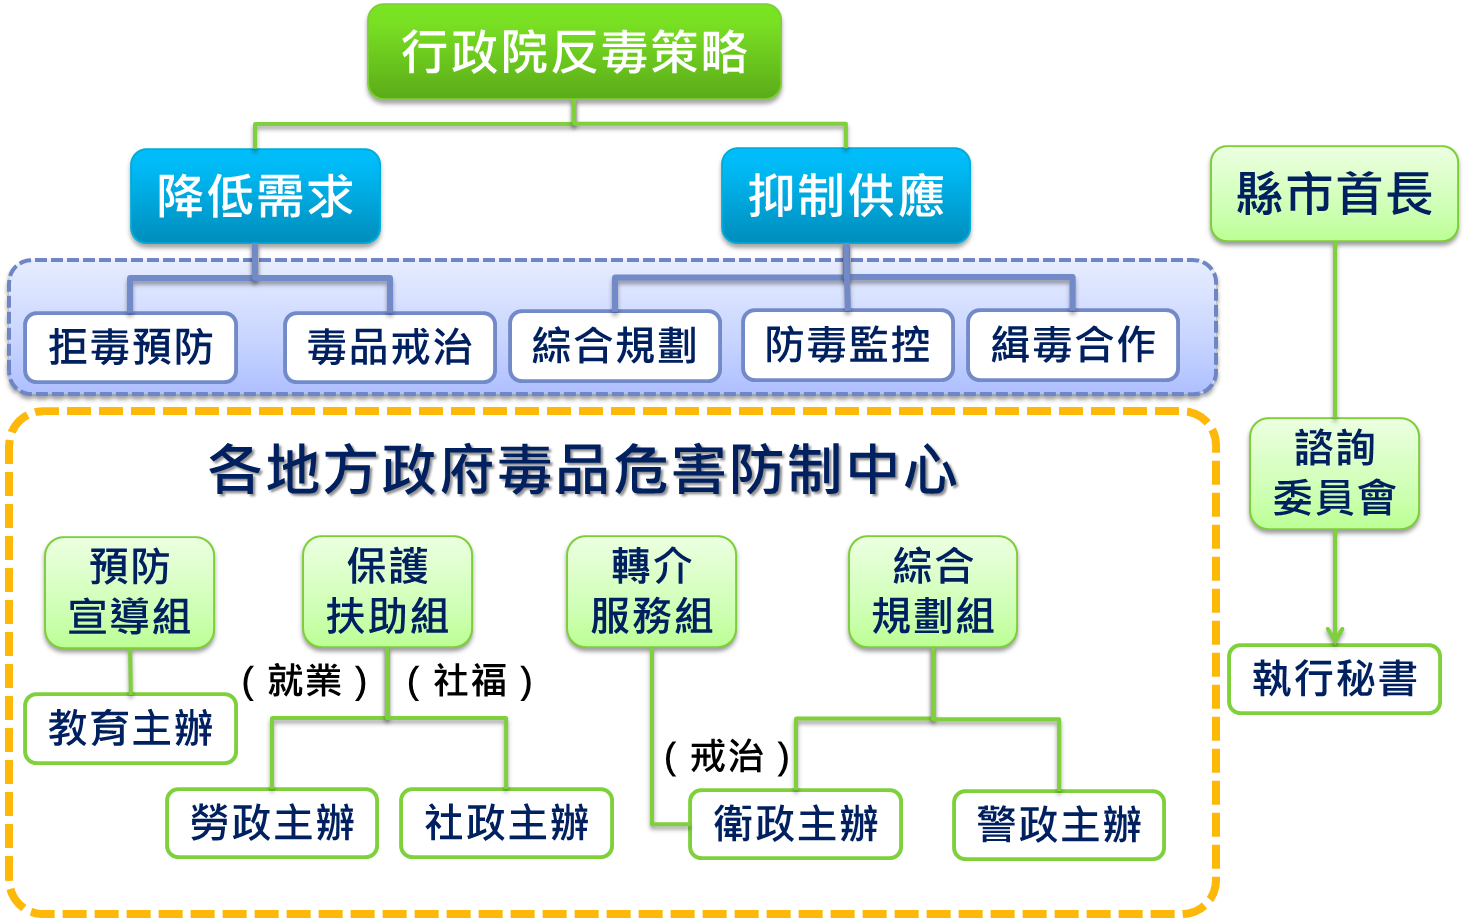 行政院反毒策略
降低需求
抑制供應
縣市首長
拒毒預防
毒品戒治
綜合規劃
防毒監控
緝毒合作
各地方政府毒品危害防制中心
諮詢
委員會
預防
宣導組
保護
扶助組
轉介
服務組
綜合
規劃組
（就業）
（社福）
執行秘書
教育主辦
（戒治）
勞政主辦
社政主辦
衛政主辦
警政主辦